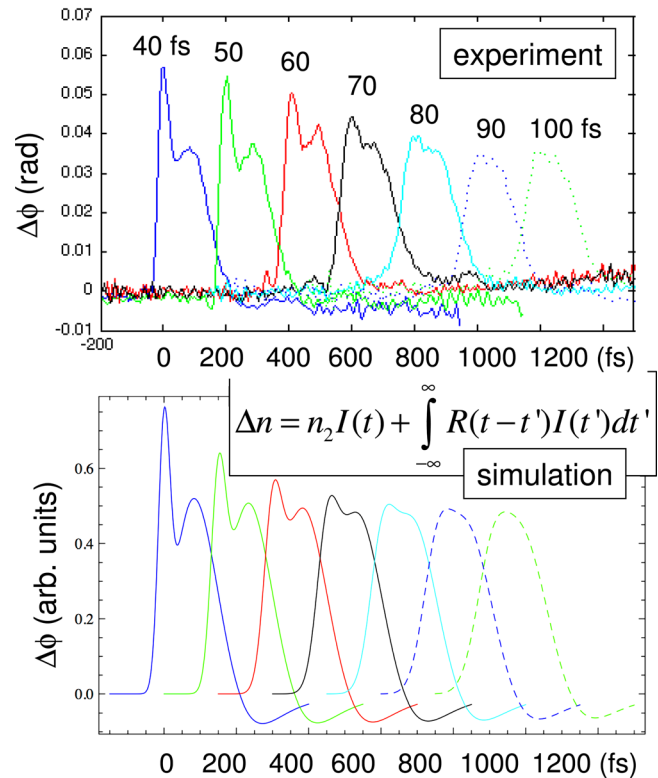 0.07
0.06
0.05
0.04
0.03
0.02
0.01
0
-0.01
Δϕ (rad)
40 fs
50
60
70
80
90
100 fs
experiment
-200
0 200 400 600 800 1000 1200 (fs)
Δn = n₂I(t) + ∫_{-∞}^{∞} R(t − t')I(t')dt'
simulation
0.6
0.4
0.2
0.0
Δϕ (arb. units)
0 200 400 600 800 1000 1200 (fs)